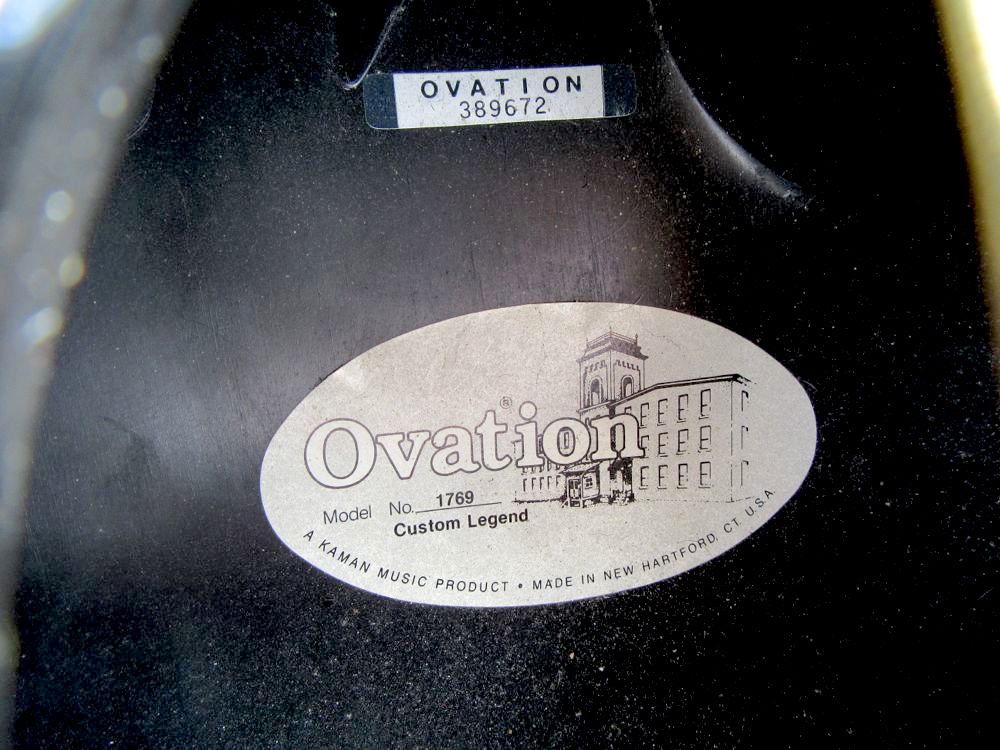 OVATION
389672
Ovation®
Model No. 1769
Custom Legend
A KAMAN MUSIC PRODUCT • MADE IN NEW HARTFORD, CT. U.S.A